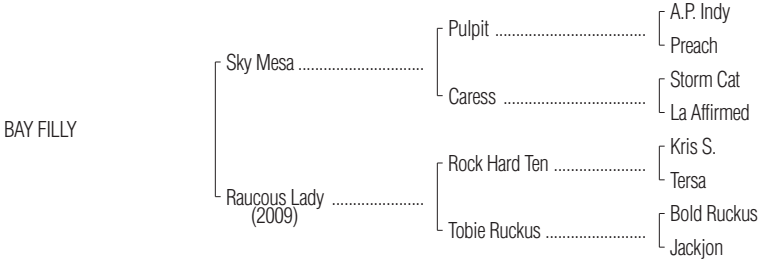 A.P. Indy
Pulpit ....................................
Preach
Sky Mesa ..............................
Storm Cat
Caress ....................................
La Affirmed
BAY FILLY
Kris S.
Rock Hard Ten .......................
Tersa
Raucous Lady ......................
(2009)
Bold Ruckus
Tobie Ruckus .........................
Jackjon